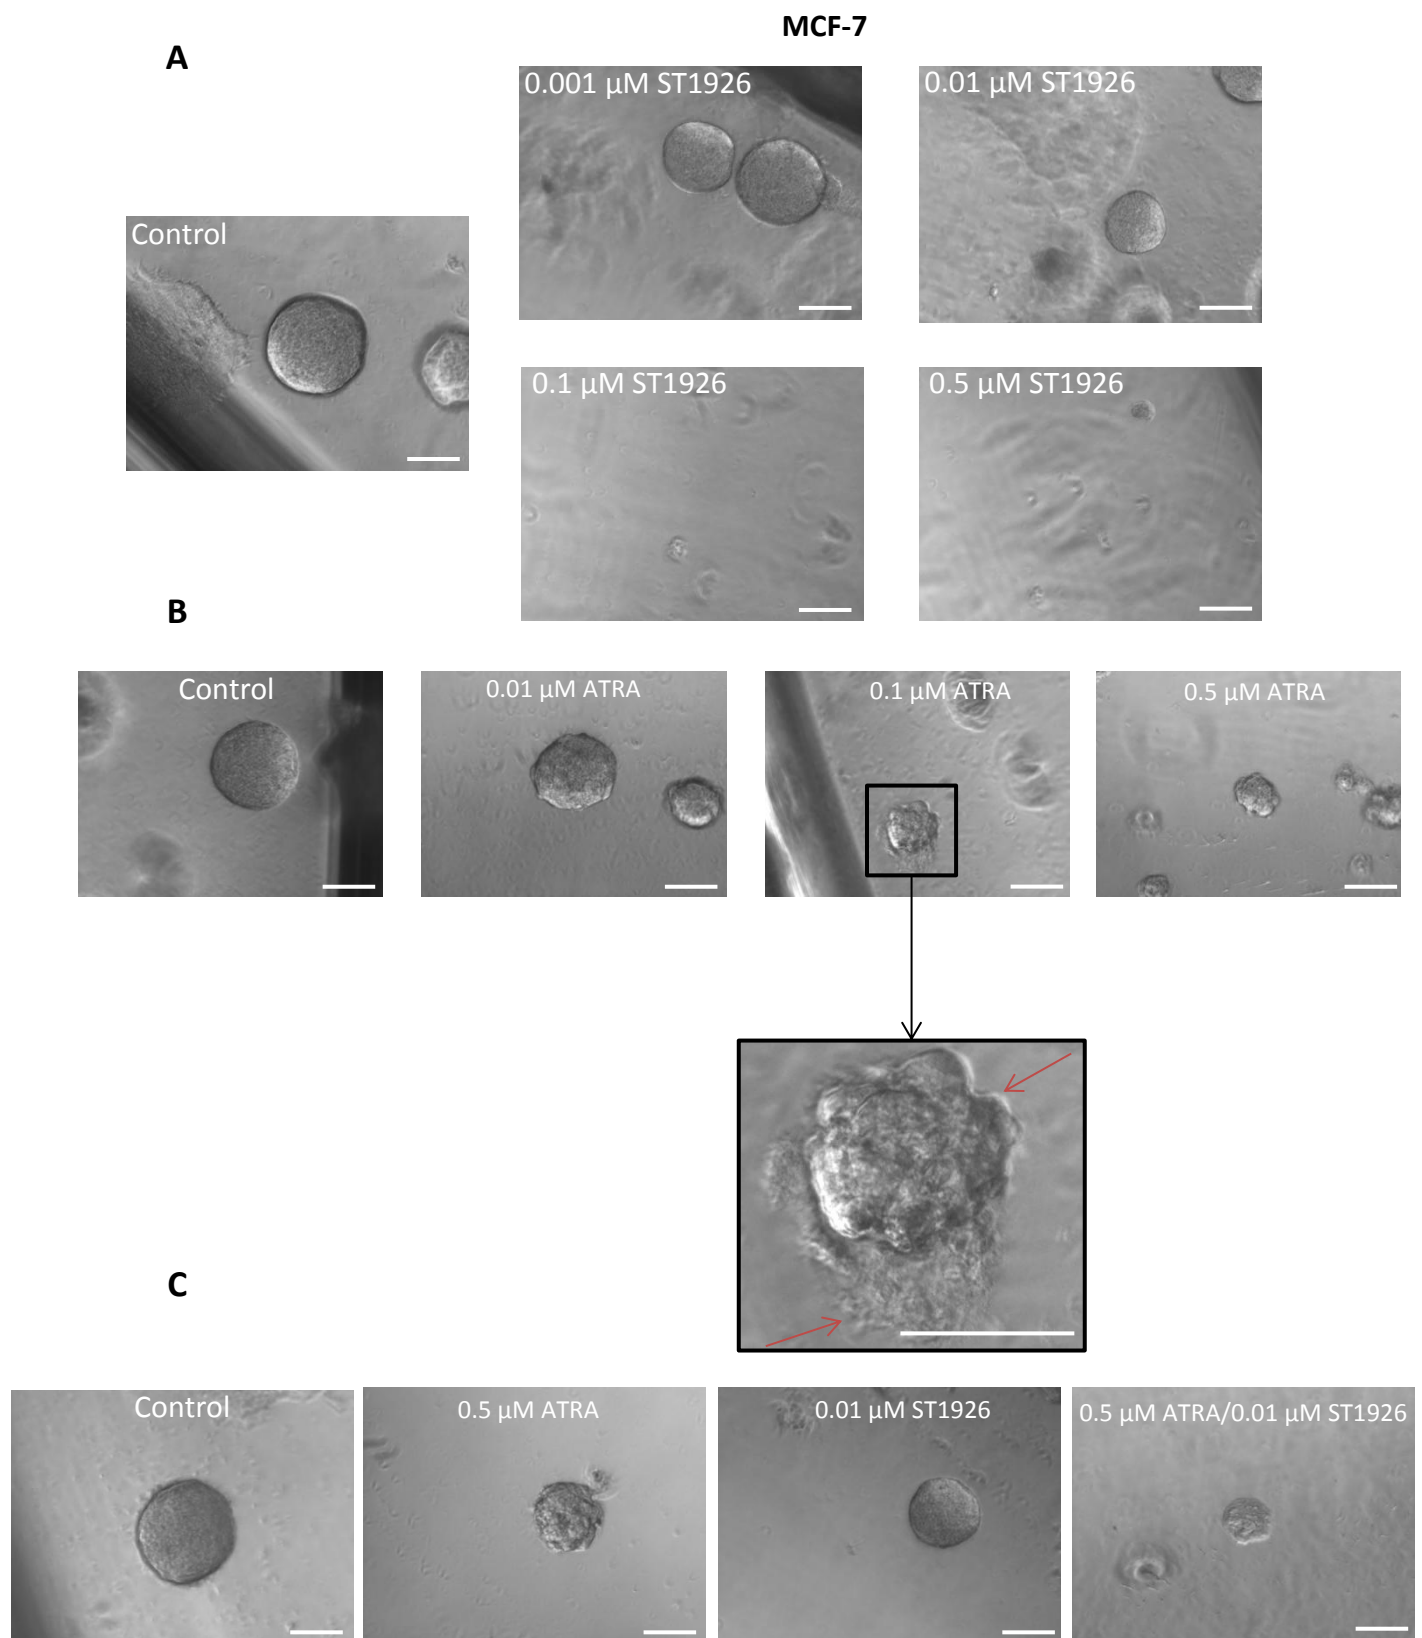 MCF-7
A
0.001 µM ST1926
0.01 µM ST1926
Control
0.1 µM ST1926
0.5 µM ST1926
B
Control
0.01 µM ATRA
0.1 µM ATRA
0.5 µM ATRA
C
Control
0.5 µM ATRA
0.01 µM ST1926
0.5 µM ATRA/0.01 µM ST1926